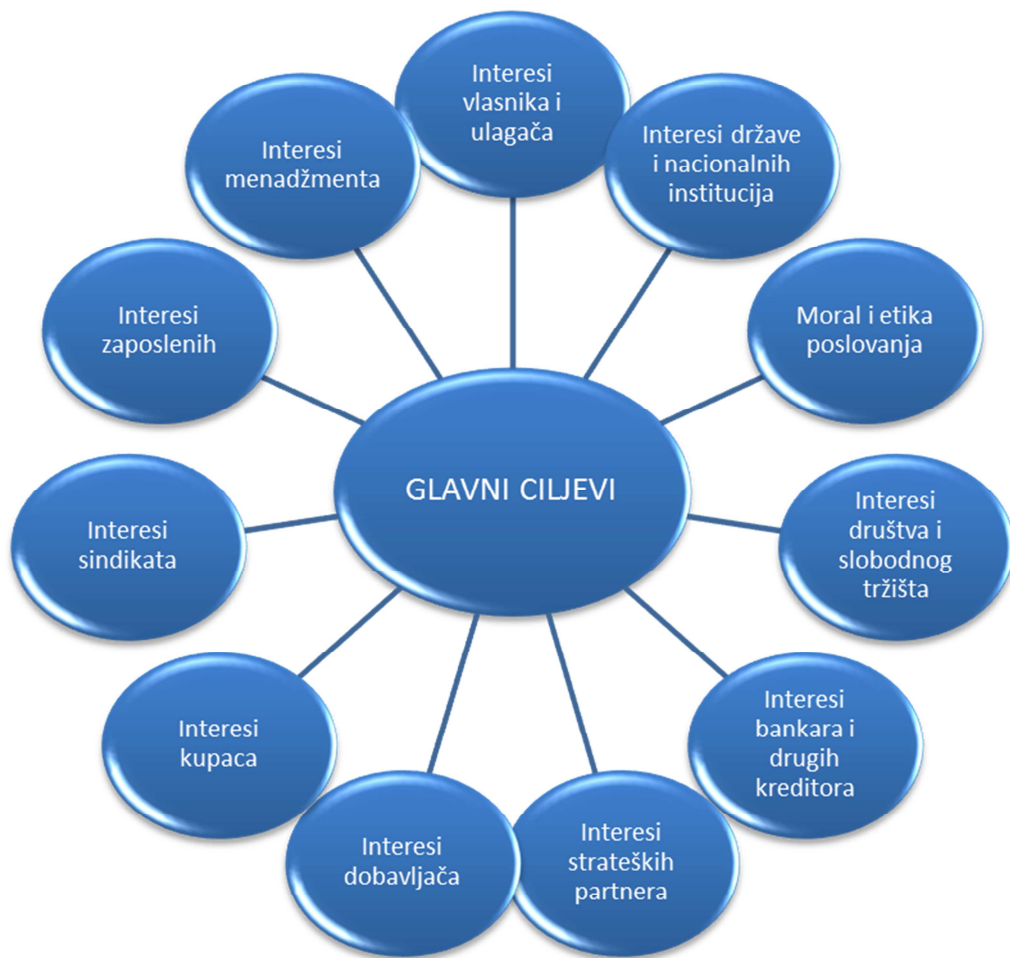 Interesi
vlasnika i
ulagača
Interesi države
i nacionalnih
institucija
Moral i etika
poslovanja
Interesi
društva i
slobodnog
tržišta
Interesi
bankara i
drugih
kreditora
Interesi
strateških
partnera
Interesi
dobavljača
Interesi
kupaca
Interesi
sindikata
Interesi
zaposlenih
Interesi
menadžmenta
GLAVNI CILJEVI